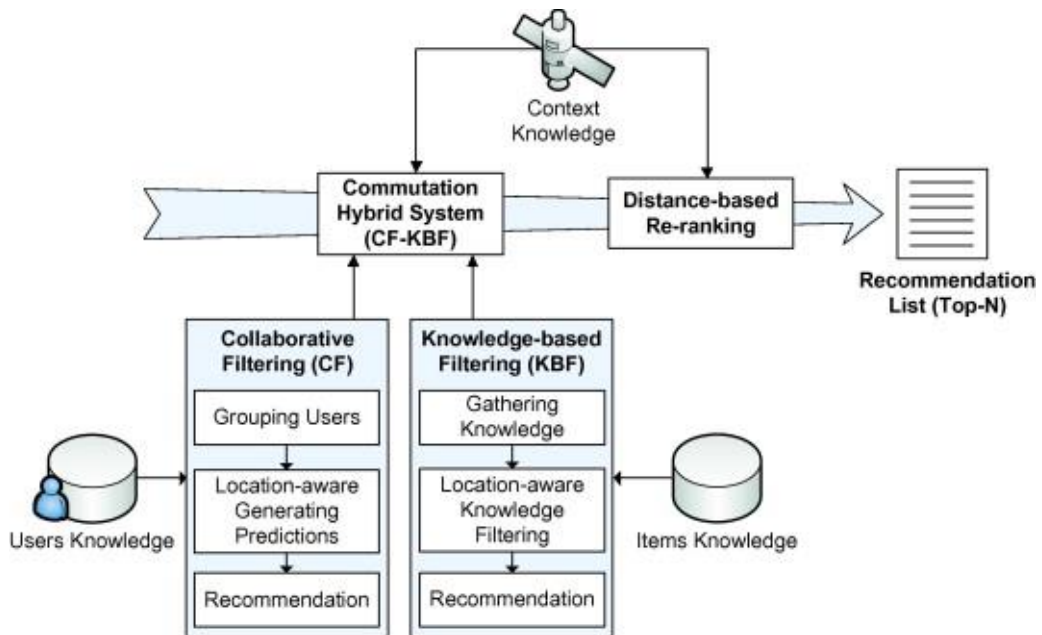 Context
Knowledge
Commutation
Hybrid System
(CF-KBF)
Distance-based
Re-ranking
Recommendation
List (Top-N)
Collaborative
Filtering (CF)
Grouping Users
Location-aware
Generating
Predictions
Recommendation
Knowledge-based
Filtering (KBF)
Gathering
Knowledge
Location-aware
Knowledge
Filtering
Recommendation
Users Knowledge
Items Knowledge